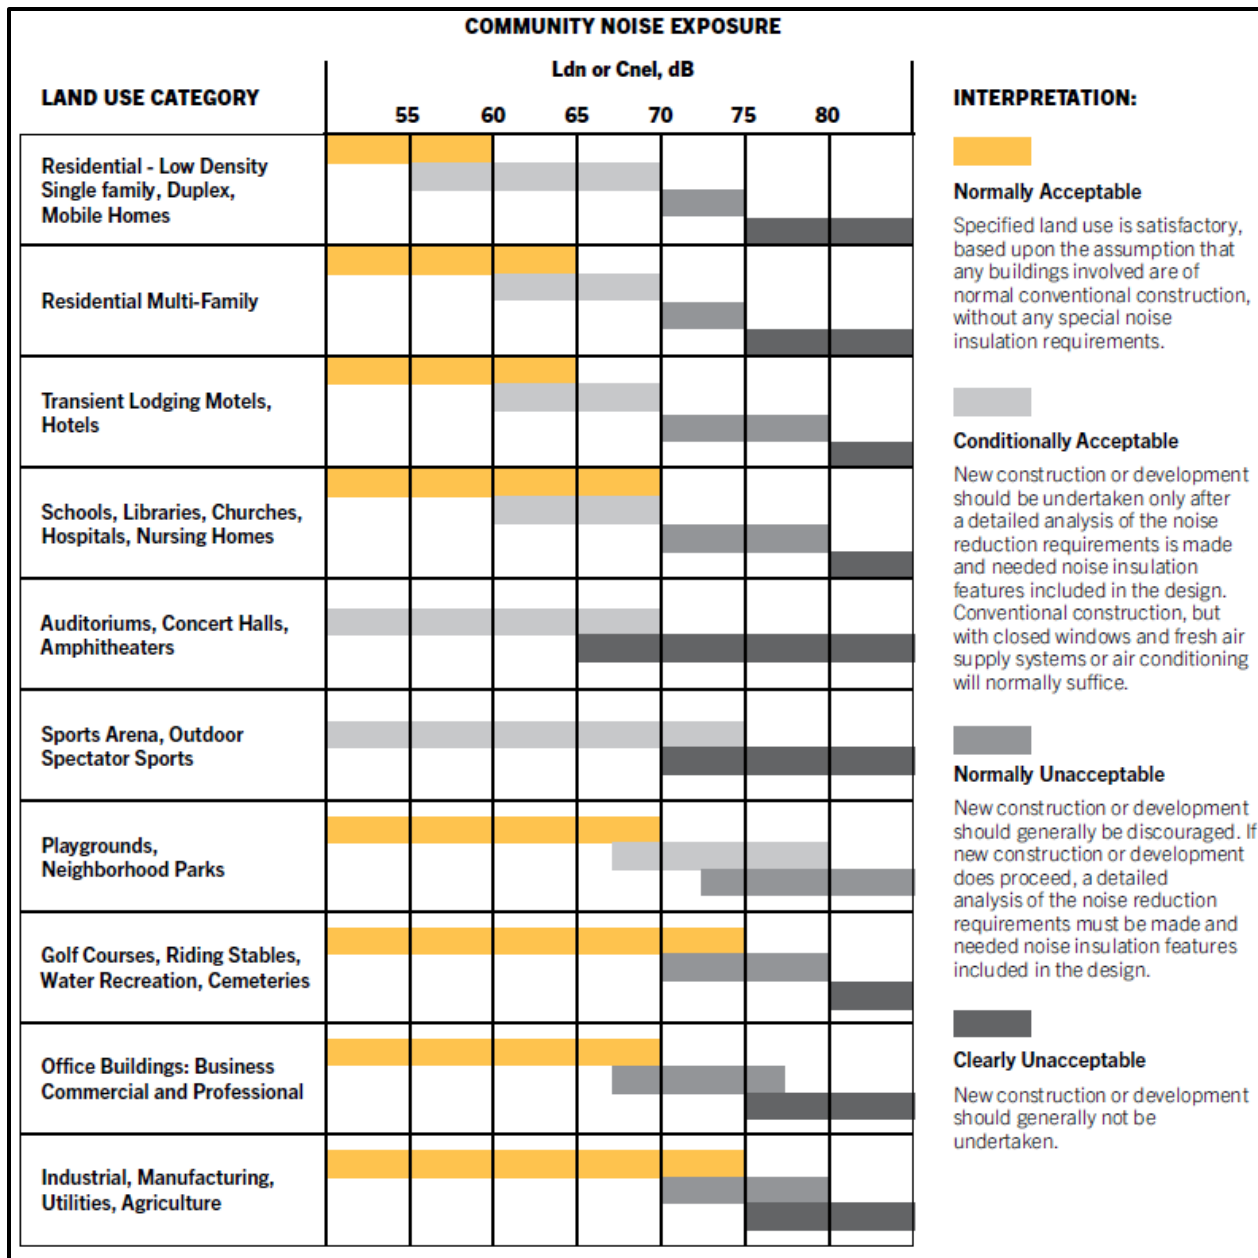 COMMUNITY NOISE EXPOSURE
Ldn or Cnel, dB
LAND USE CATEGORY
55 60 65 70 75 80
Residential - Low Density
Single family, Duplex,
Mobile Homes
Residential Multi-Family
Transient Lodging Motels,
Hotels
Schools, Libraries, Churches,
Hospitals, Nursing Homes
Auditoriums, Concert Halls,
Amphitheaters
Sports Arena, Outdoor
Spectator Sports
Playgrounds,
Neighborhood Parks
Golf Courses, Riding Stables,
Water Recreation, Cemeteries
Office Buildings: Business
Commercial and Professional
Industrial, Manufacturing,
Utilities, Agriculture
INTERPRETATION:
Normally Acceptable
Specified land use is satisfactory,
based upon the assumption that
any buildings involved are of
normal conventional construction,
without any special noise
insulation requirements.
Conditionally Acceptable
New construction or development
should be undertaken only after
a detailed analysis of the noise
reduction requirements is made
and needed noise insulation
features included in the design.
Conventional construction, but
with closed windows and fresh air
supply systems or air conditioning
will normally suffice.
Normally Unacceptable
New construction or development
should generally be discouraged. If
new construction or development
does proceed, a detailed
analysis of the noise reduction
requirements must be made and
needed noise insulation features
included in the design.
Clearly Unacceptable
New construction or development
should generally not be
undertaken.